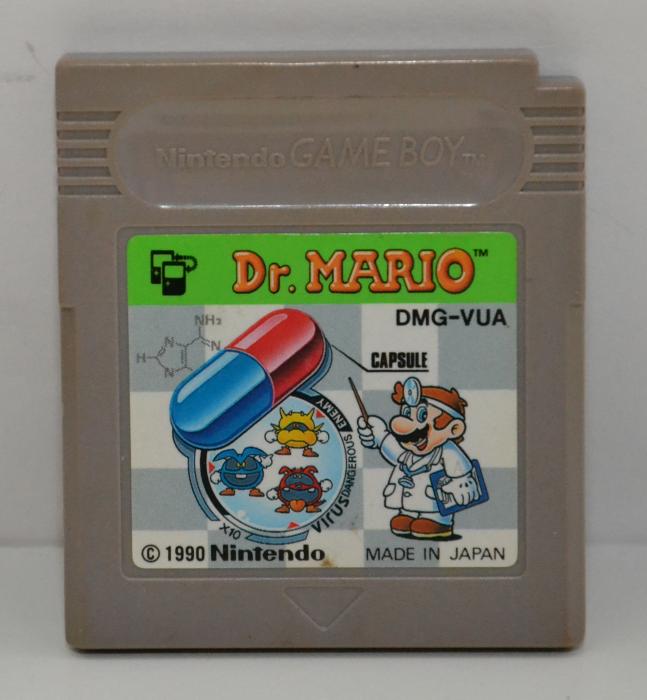 Nintendo GAME BOY TM
Dr. MARIO™
DMG-VUA
NH₂
N
N
H
N
CAPSULE
ENEMY
DANGEROUS
VIRUS
X10
© 1990 Nintendo
MADE IN JAPAN